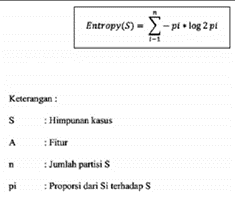 Entropy(S) = n∑i=1 − pi * log 2 pi
Keterangan :
S : Himpunan kasus
A : Fitur
n : Jumlah partisi S
pi : Proporsi dari Si terhadap S